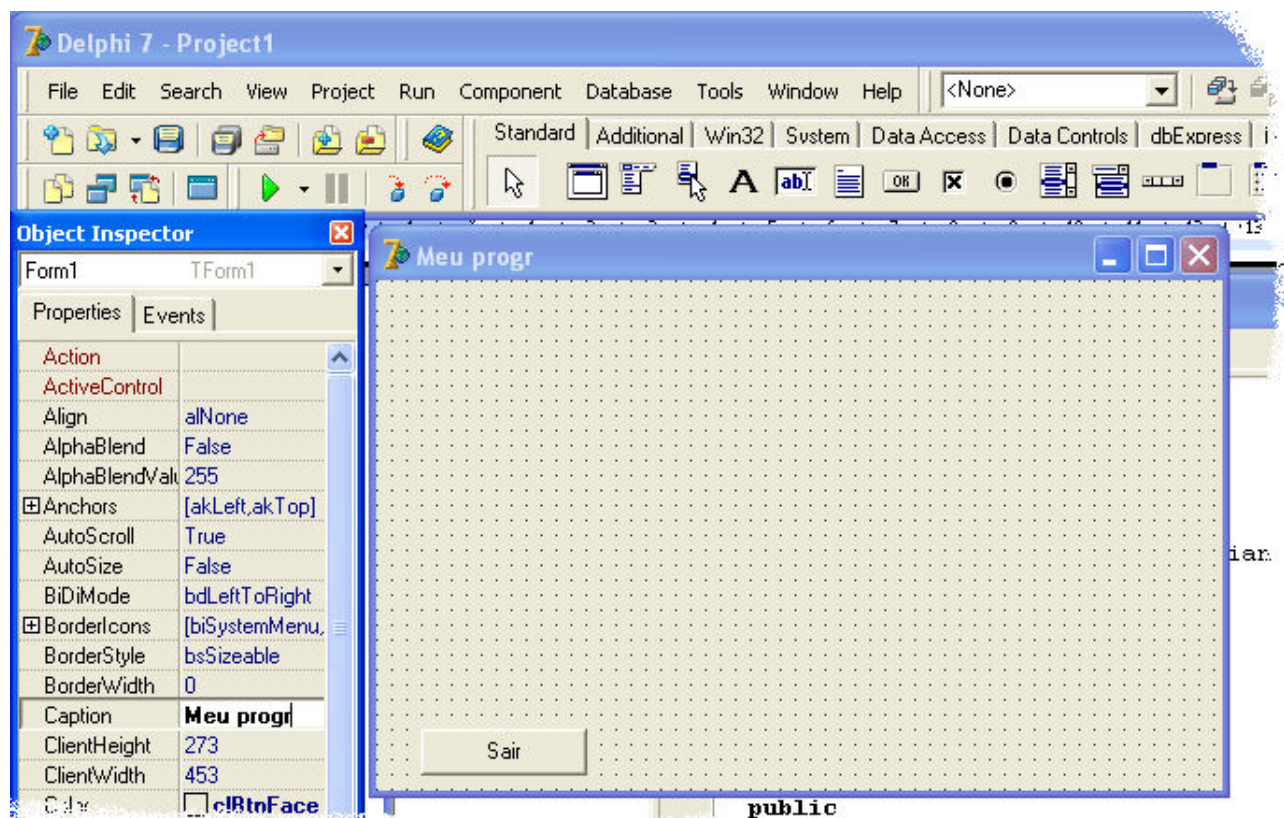 Delphi 7 - Project1
File Edit Search View Project Run Component Database Tools Window Help <None>
Standard Additional Win32 System Data Access Data Controls dbExpress
A abI OK
Object Inspector
Form1 TForm1
Properties Events
Action
ActiveControl
Align alNone
AlphaBlend False
AlphaBlendValu 255
Anchors [akLeft,akTop]
AutoScroll True
AutoSize False
BiDiMode bdLeftToRight
BorderIcons [biSystemMenu,
BorderStyle bsSizeable
BorderWidth 0
Caption Meu progr
ClientHeight 273
ClientWidth 453
clBtnFace
Meu progr
Sair
public